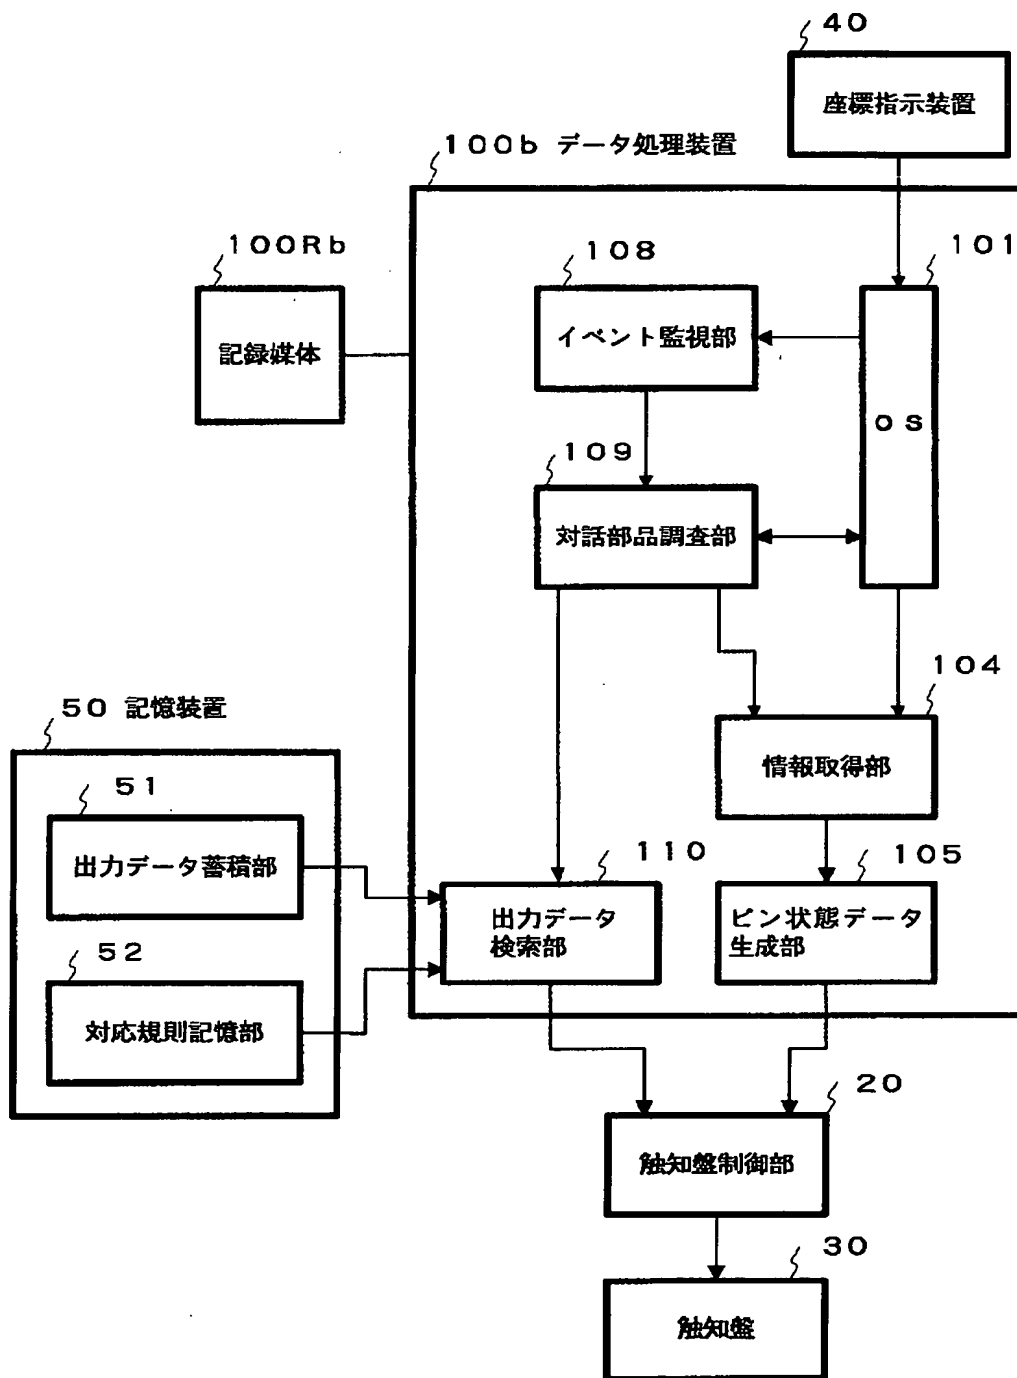 40
座標指示装置
100b データ処理装置
100Rb
記録媒体
108
イベント監視部
101
OS
109
対話部品調査部
104
情報取得部
50 記憶装置
51
出力データ蓄積部
52
対応規則記憶部
110
出力データ
検索部
105
ピン状態データ
生成部
20
触知盤制御部
30
触知盤